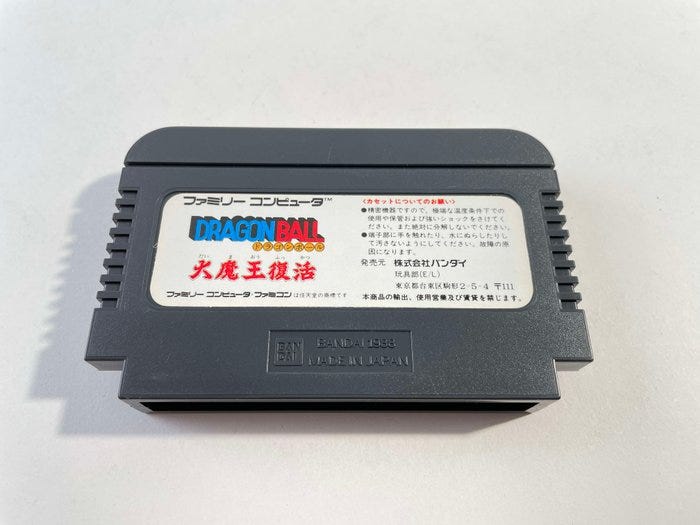 ファミリー コンピュータ™
DRAGON BALL
ドラゴンボール
だい ま おう ふっ かつ
大魔王復活
ファミリー コンピュータ・ファミコンは任天堂の商標です
〈カセットについてのお願い〉
●精密機器ですので、極端な温度条件下での
使用や保管および強いショックをさけてく
ださい。また絶対に分解しないでください。
●端子部に手を触れたり、水にぬらしたりし
て汚さないようにしてください。故障の原
因になります。
発売元 株式会社バンダイ
玩具部(E/L)
東京都台東区駒形2-5-4 〒111
本商品の輸出、使用営業及び賃貸を禁じます。
BAN
DAI
BANDAI 1988
MADE IN JAPAN